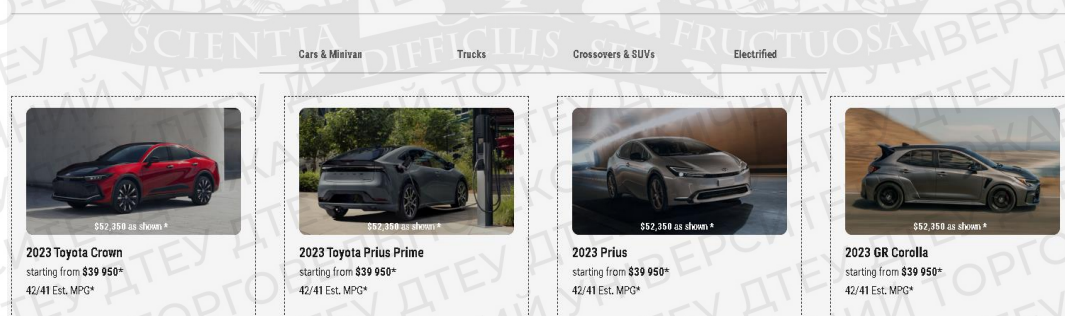 SCIENTIA DIFFICILIS SED FRUCTUOSA
Cars & Minivan Trucks Crossovers & SUVs Electrified
$52,350 as shown * $52,350 as shown * $52,350 as shown * $52,350 as shown *
2023 Toyota Crown 2023 Toyota Prius Prime 2023 Prius 2023 GR Corolla
starting from $39 950* starting from $39 950* starting from $39 950* starting from $39 950*
42/41 Est. MPG* 42/41 Est. MPG* 42/41 Est. MPG* 42/41 Est. MPG*